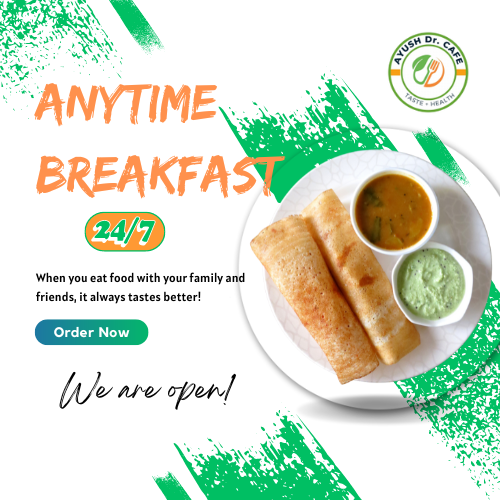 AYUSH Dr. CAFE
TASTE • HEALTH
ANYTIME
BREAKFAST
24/7
When you eat food with your family and
friends, it always tastes better!
Order Now
We are open!